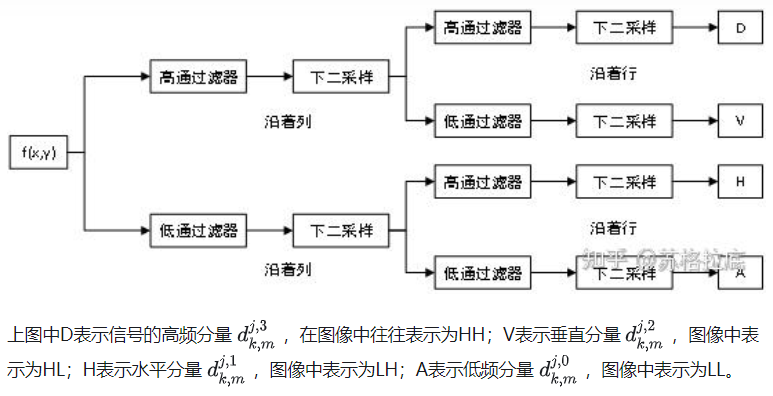 高通过滤器 下二采样 D
高通过滤器 下二采样 沿着行
沿着列 低通过滤器 下二采样 V
f(x,y)
高通过滤器 下二采样 H
低通过滤器 下二采样 沿着行
沿着列 知乎 @苏格拉底
低通过滤器 下二采样 A
上图中D表示信号的高频分量 d_{k,m}^{j,3} ，在图像中往往表示为HH；V表示垂直分量 d_{k,m}^{j,2} ，图像中表
示为HL；H表示水平分量 d_{k,m}^{j,1} ，图像中表示为LH；A表示低频分量 d_{k,m}^{j,0} ，图像中表示为LL。